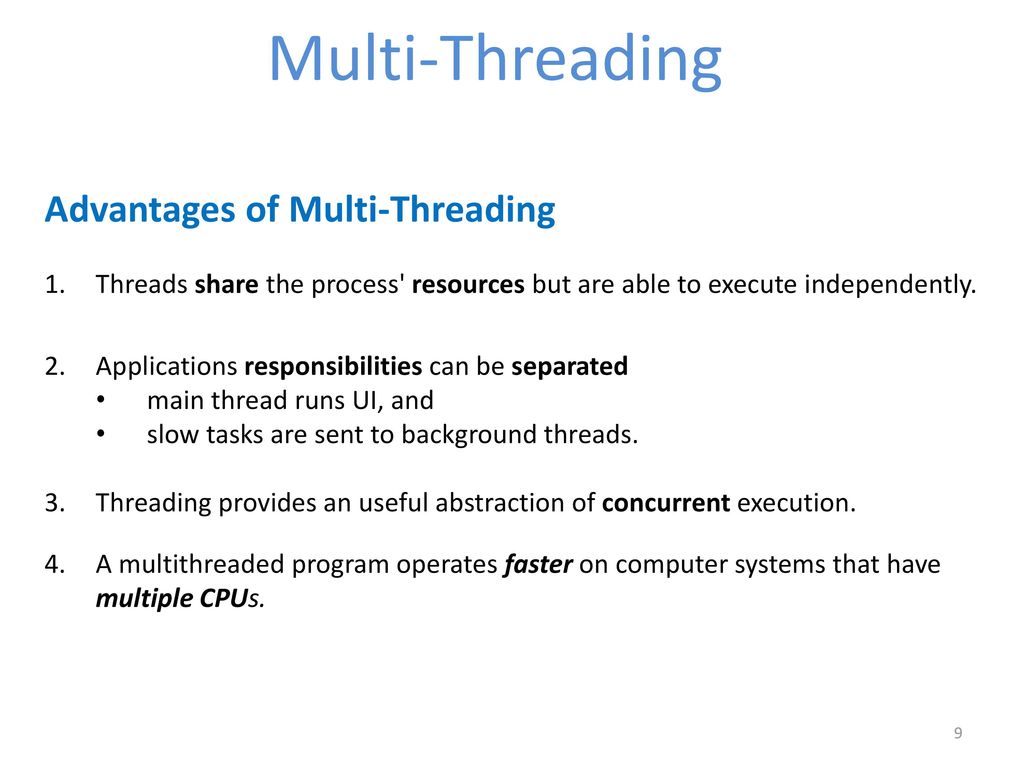 Multi-Threading
Advantages of Multi-Threading
1. Threads share the process' resources but are able to execute independently.
2. Applications responsibilities can be separated
• main thread runs UI, and
• slow tasks are sent to background threads.
3. Threading provides an useful abstraction of concurrent execution.
4. A multithreaded program operates faster on computer systems that have
multiple CPUs.
9